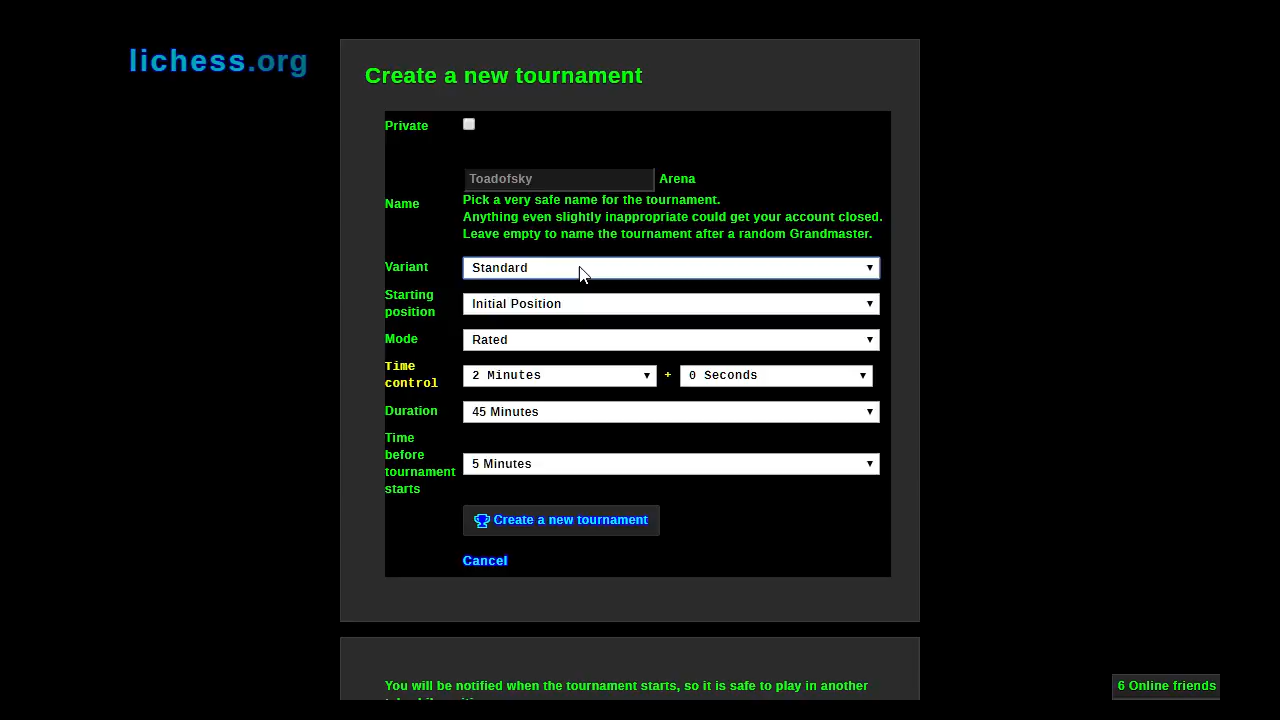 lichess.org
Create a new tournament
Private
Toadofsky Arena
Name
Pick a very safe name for the tournament.
Anything even slightly inappropriate could get your account closed.
Leave empty to name the tournament after a random Grandmaster.
Variant
Standard
Starting
position
Initial Position
Mode
Rated
Time
control
2 Minutes + 0 Seconds
Duration
45 Minutes
Time
before
tournament
starts
5 Minutes
Create a new tournament
Cancel
You will be notified when the tournament starts, so it is safe to play in another
6 Online friends